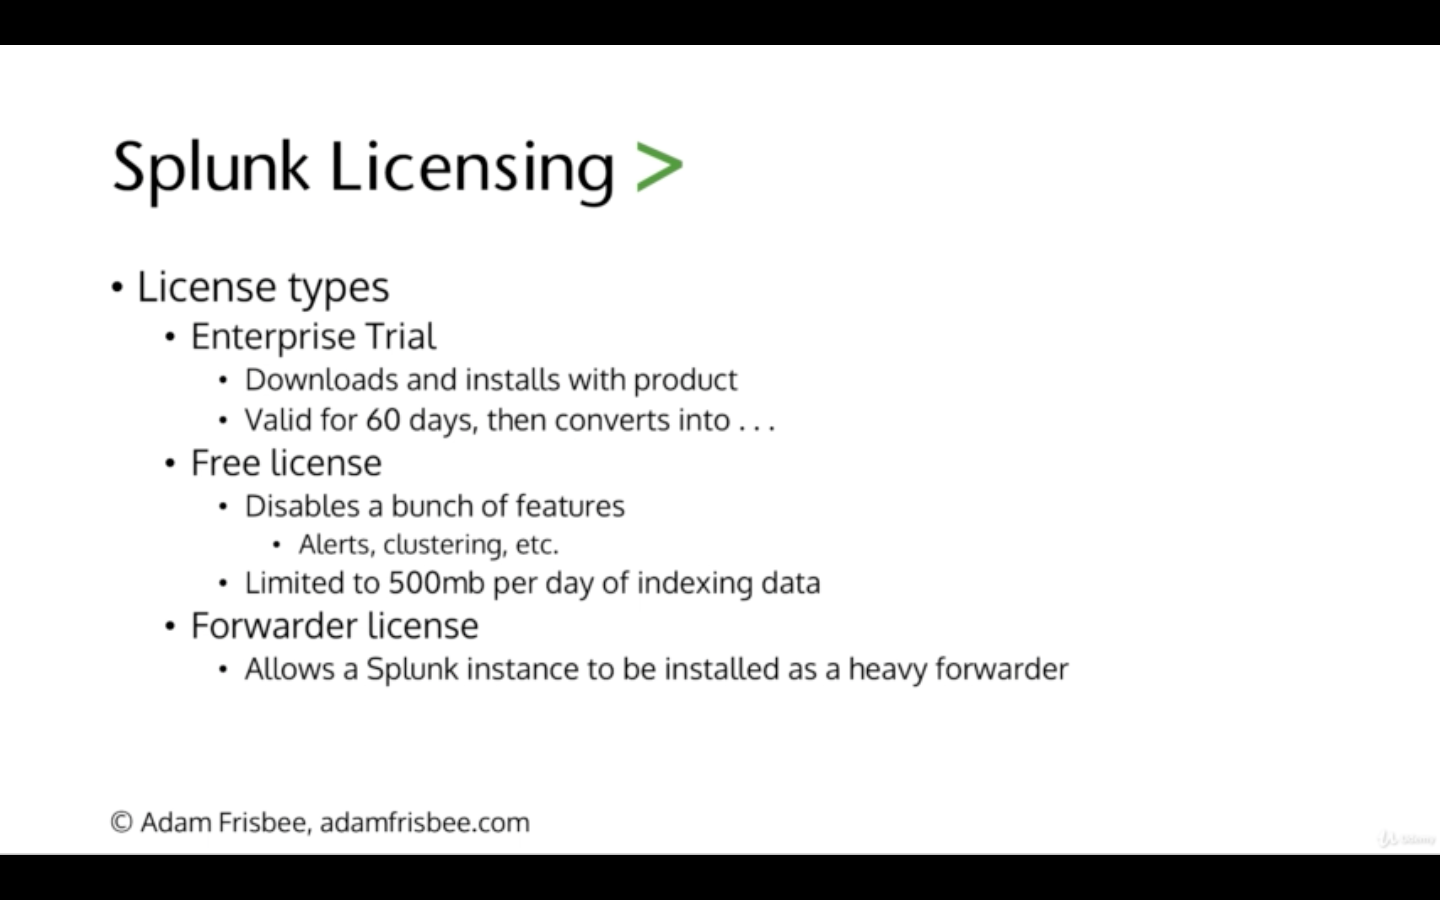 Splunk Licensing >
• License types
• Enterprise Trial
• Downloads and installs with product
• Valid for 60 days, then converts into . . .
• Free license
• Disables a bunch of features
• Alerts, clustering, etc.
• Limited to 500mb per day of indexing data
• Forwarder license
• Allows a Splunk instance to be installed as a heavy forwarder
© Adam Frisbee, adamfrisbee.com
Udemy